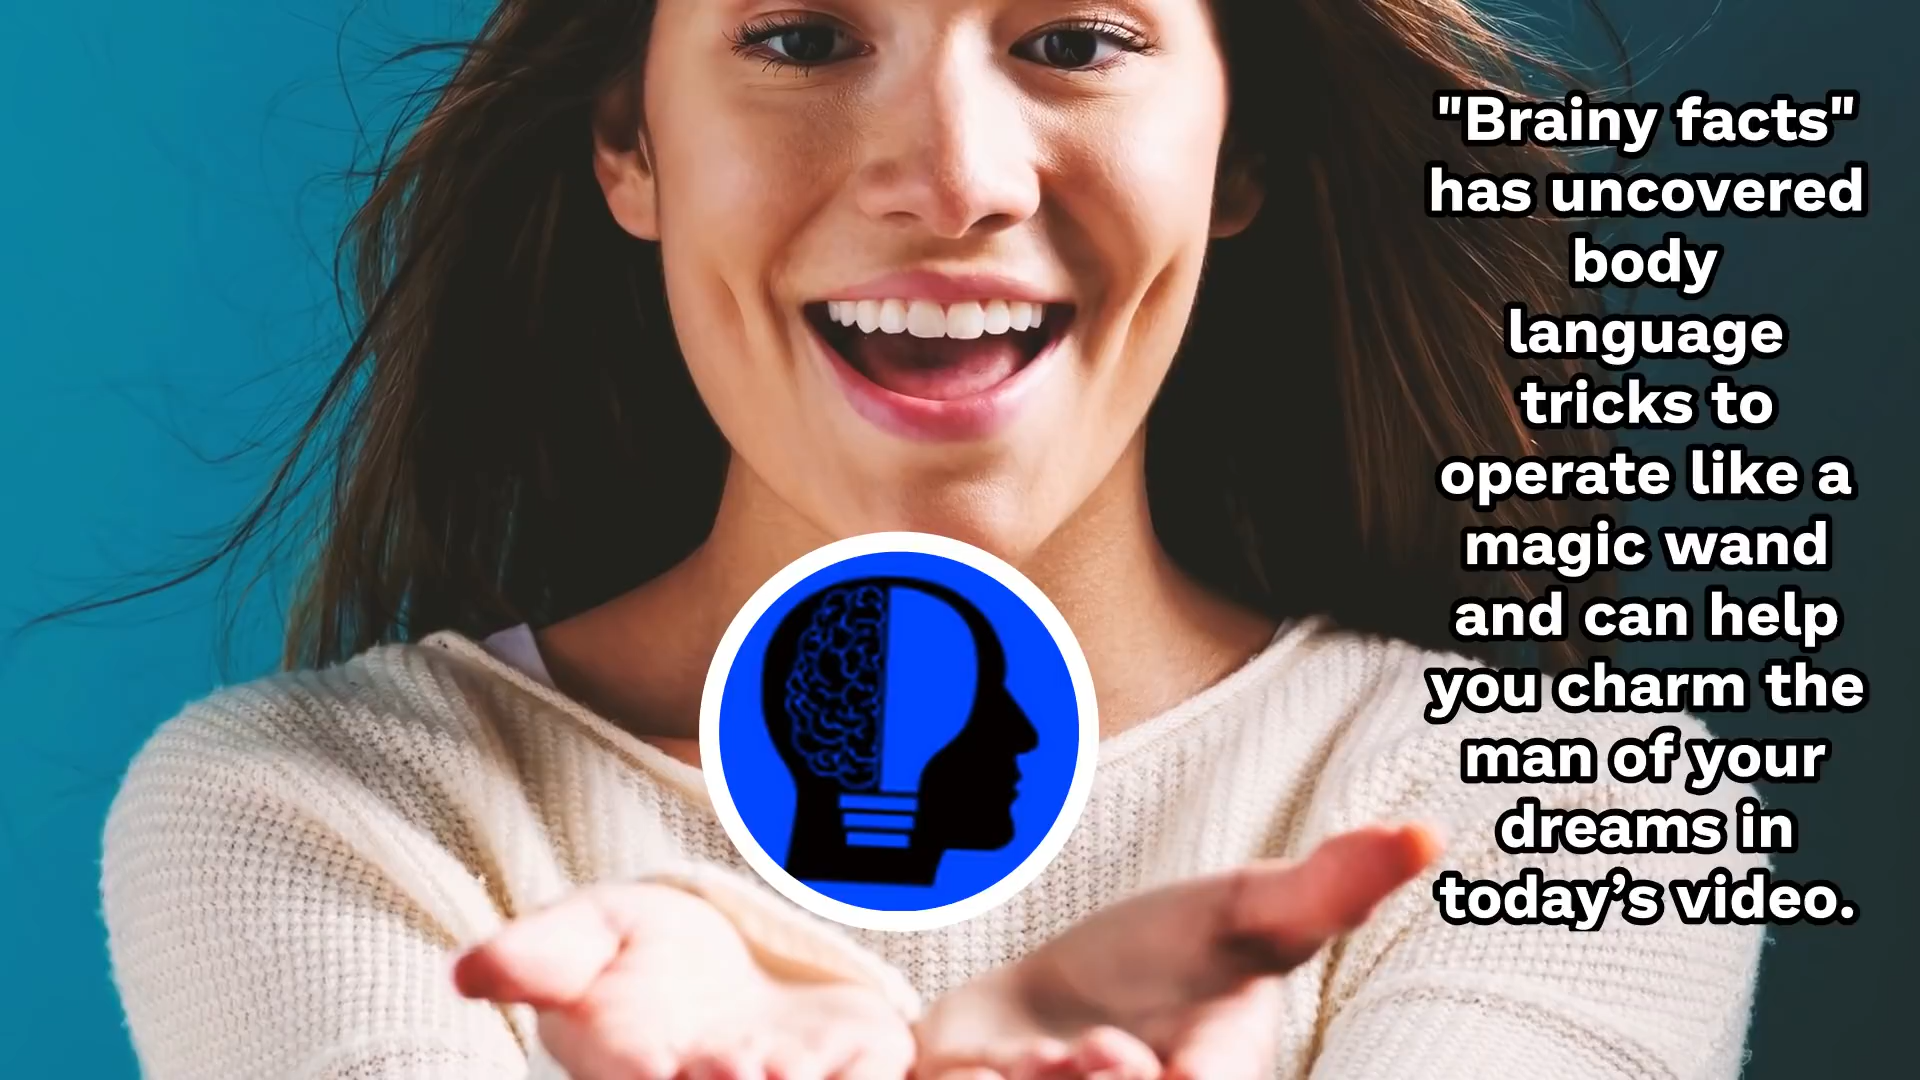 "Brainy facts"
has uncovered
body
language
tricks to
operate like a
magic wand
and can help
you charm the
man of your
dreams in
today’s video.